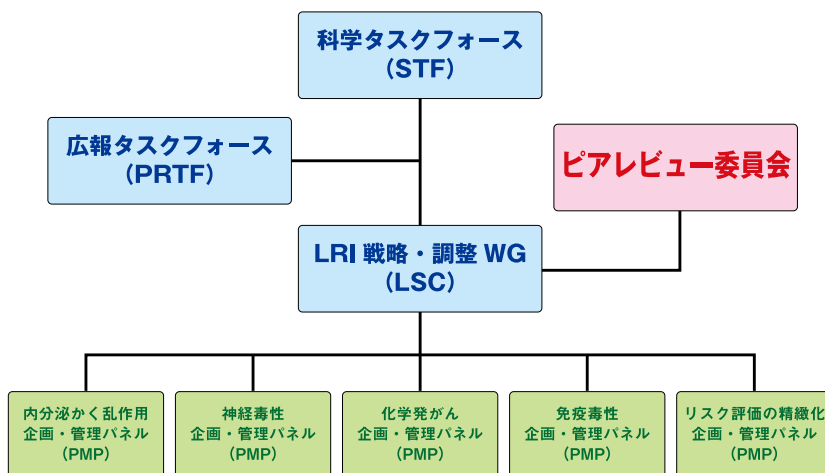 科学タスクフォース
(STF)
広報タスクフォース
(PRTF)
ピアレビュー委員会
LRI 戦略・調整 WG
(LSC)
内分泌かく乱作用
企画・管理パネル
(PMP)
神経毒性
企画・管理パネル
(PMP)
化学発がん
企画・管理パネル
(PMP)
免疫毒性
企画・管理パネル
(PMP)
リスク評価の精緻化
企画・管理パネル
(PMP)